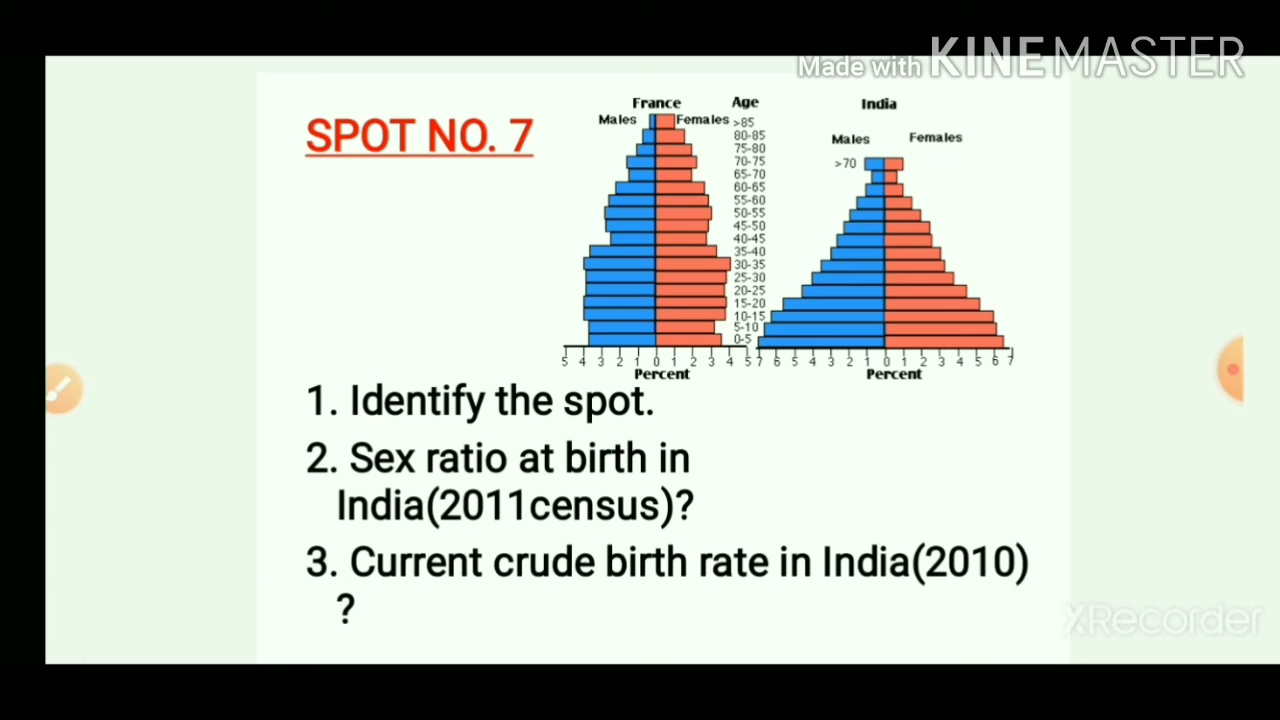 Made with KINEMASTER
SPOT NO. 7
France
Age
India
Males
Females
>85
80-85
75-80
70-75
65-70
60-65
55-60
50-55
45-50
40-45
35-40
30-35
25-30
20-25
15-20
10-15
5-10
0-5
Males
Females
>70
5 4 3 2 1 0 1 2 3 4 5
Percent
7 6 5 4 3 2 1 0 1 2 3 4 5 6 7
Percent
1. Identify the spot.
2. Sex ratio at birth in
India(2011census)?
3. Current crude birth rate in India(2010)
?
XRecorder